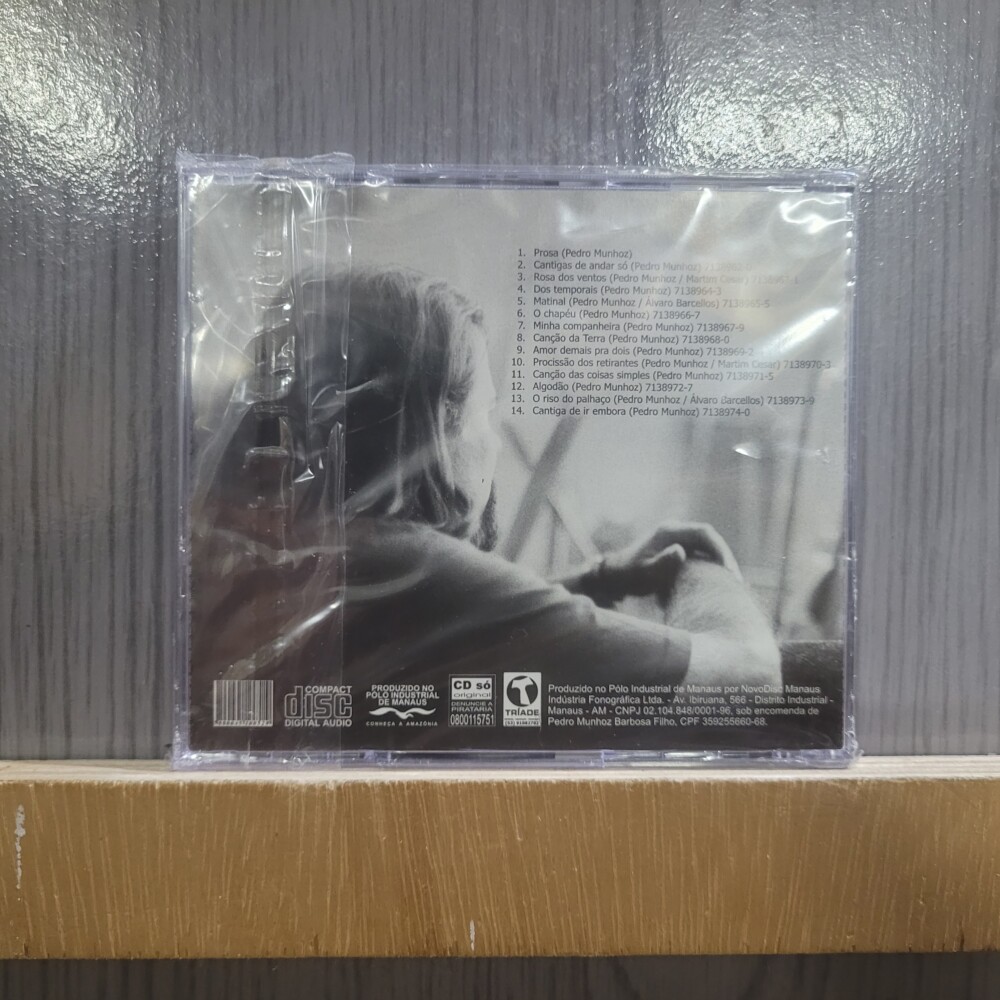 1. Prosa (Pedro Munhoz)
2. Cantigas de andar só (Pedro Munhoz)
3. Rosa dos ventos (Pedro Munhoz / Martim Cesar)
4. Dos temporais (Pedro Munhoz) 7138964-3
5. Matinal (Pedro Munhoz / Álvaro Barcellos) 7138965-5
6. O chapéu (Pedro Munhoz) 7138966-7
7. Minha companheira (Pedro Munhoz) 7138967-9
8. Canção da Terra (Pedro Munhoz) 7138968-0
9. Amor demais pra dois (Pedro Munhoz) 7138969-2
10. Procissão dos retirantes (Pedro Munhoz / Martim Cesar) 7138970-3
11. Canção das coisas simples (Pedro Munhoz) 7138971-5
12. Algodão (Pedro Munhoz) 7138972-7
13. O riso do palhaço (Pedro Munhoz / Álvaro Barcellos) 7138973-9
14. Cantiga de ir embora (Pedro Munhoz) 7138974-0
COMPACT
disc
DIGITAL AUDIO
PRODUZIDO NO
PÓLO INDUSTRIAL
DE MANAUS
CONHEÇA A AMAZÔNIA
CD só
original
DENUNCIE A
PIRATARIA
0800115751
TRÍADE
Produzido no Pólo Industrial de Manaus por NovoDisc Manaus
Indústria Fonográfica Ltda. - Av. Ibiruana, 566 - Distrito Industrial -
Manaus - AM - CNPJ 02.104.848/0001-96, sob encomenda de
Pedro Munhoz Barbosa Filho, CPF 359255660-68.